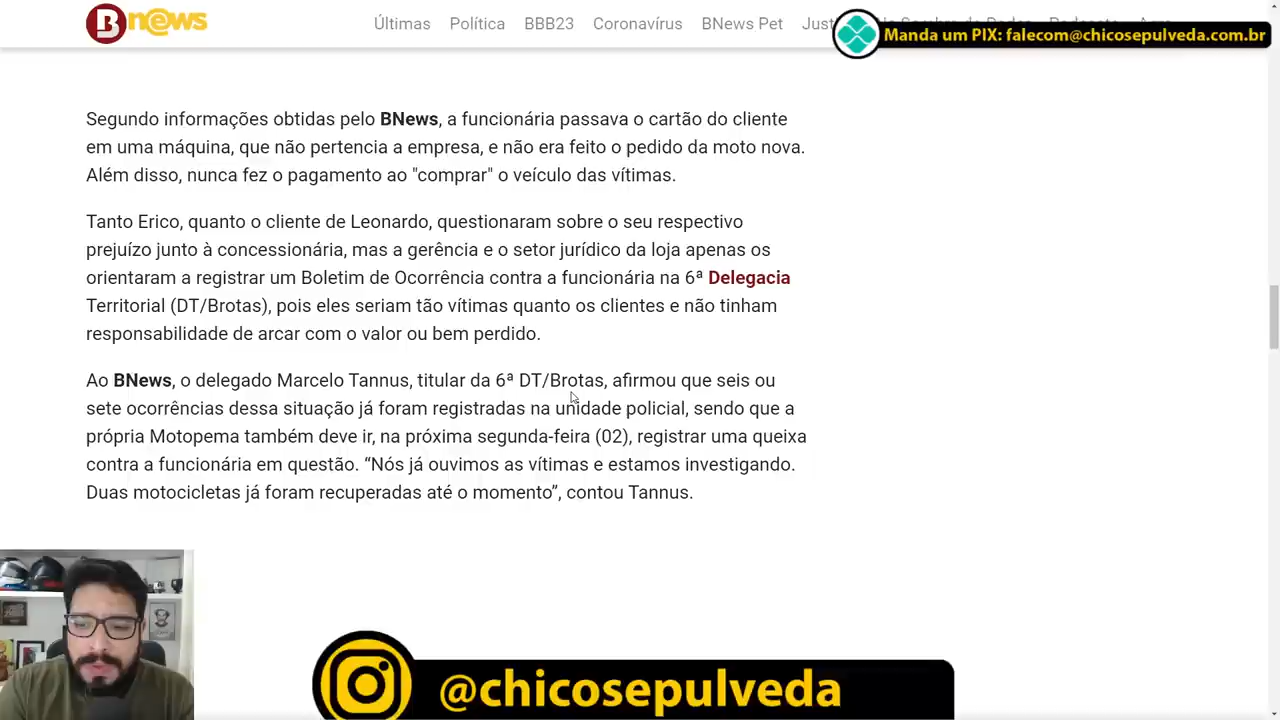 Bnews
Últimas Política BBB23 Coronavírus BNews Pet
Manda um PIX: falecom@chicosepulveda.com.br
Segundo informações obtidas pelo BNews, a funcionária passava o cartão do cliente
em uma máquina, que não pertencia a empresa, e não era feito o pedido da moto nova.
Além disso, nunca fez o pagamento ao "comprar" o veículo das vítimas.
Tanto Erico, quanto o cliente de Leonardo, questionaram sobre o seu respectivo
prejuízo junto à concessionária, mas a gerência e o setor jurídico da loja apenas os
orientaram a registrar um Boletim de Ocorrência contra a funcionária na 6ª Delegacia
Territorial (DT/Brotas), pois eles seriam tão vítimas quanto os clientes e não tinham
responsabilidade de arcar com o valor ou bem perdido.
Ao BNews, o delegado Marcelo Tannus, titular da 6ª DT/Brotas, afirmou que seis ou
sete ocorrências dessa situação já foram registradas na unidade policial, sendo que a
própria Motopema também deve ir, na próxima segunda-feira (02), registrar uma queixa
contra a funcionária em questão. “Nós já ouvimos as vítimas e estamos investigando.
Duas motocicletas já foram recuperadas até o momento”, contou Tannus.
@chicosepulveda